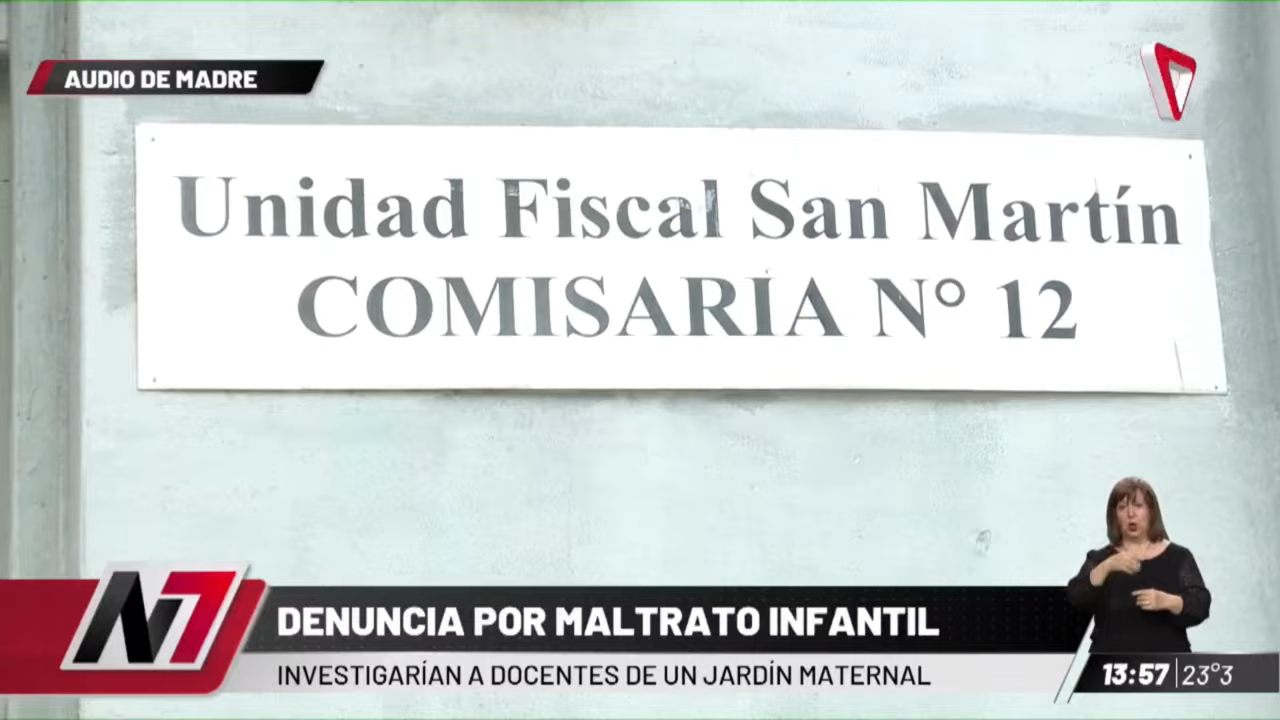 AUDIO DE MADRE
Unidad Fiscal San Martín
COMISARÍA N° 12
N7
DENUNCIA POR MALTRATO INFANTIL
INVESTIGARÍAN A DOCENTES DE UN JARDÍN MATERNAL
13:57 23°3